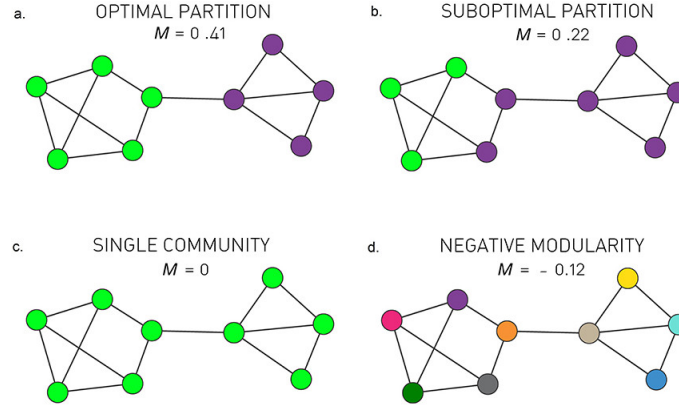 a.
OPTIMAL PARTITION
M = 0 .41
b.
SUBOPTIMAL PARTITION
M = 0 .22
c.
SINGLE COMMUNITY
M = 0
d.
NEGATIVE MODULARITY
M = - 0.12